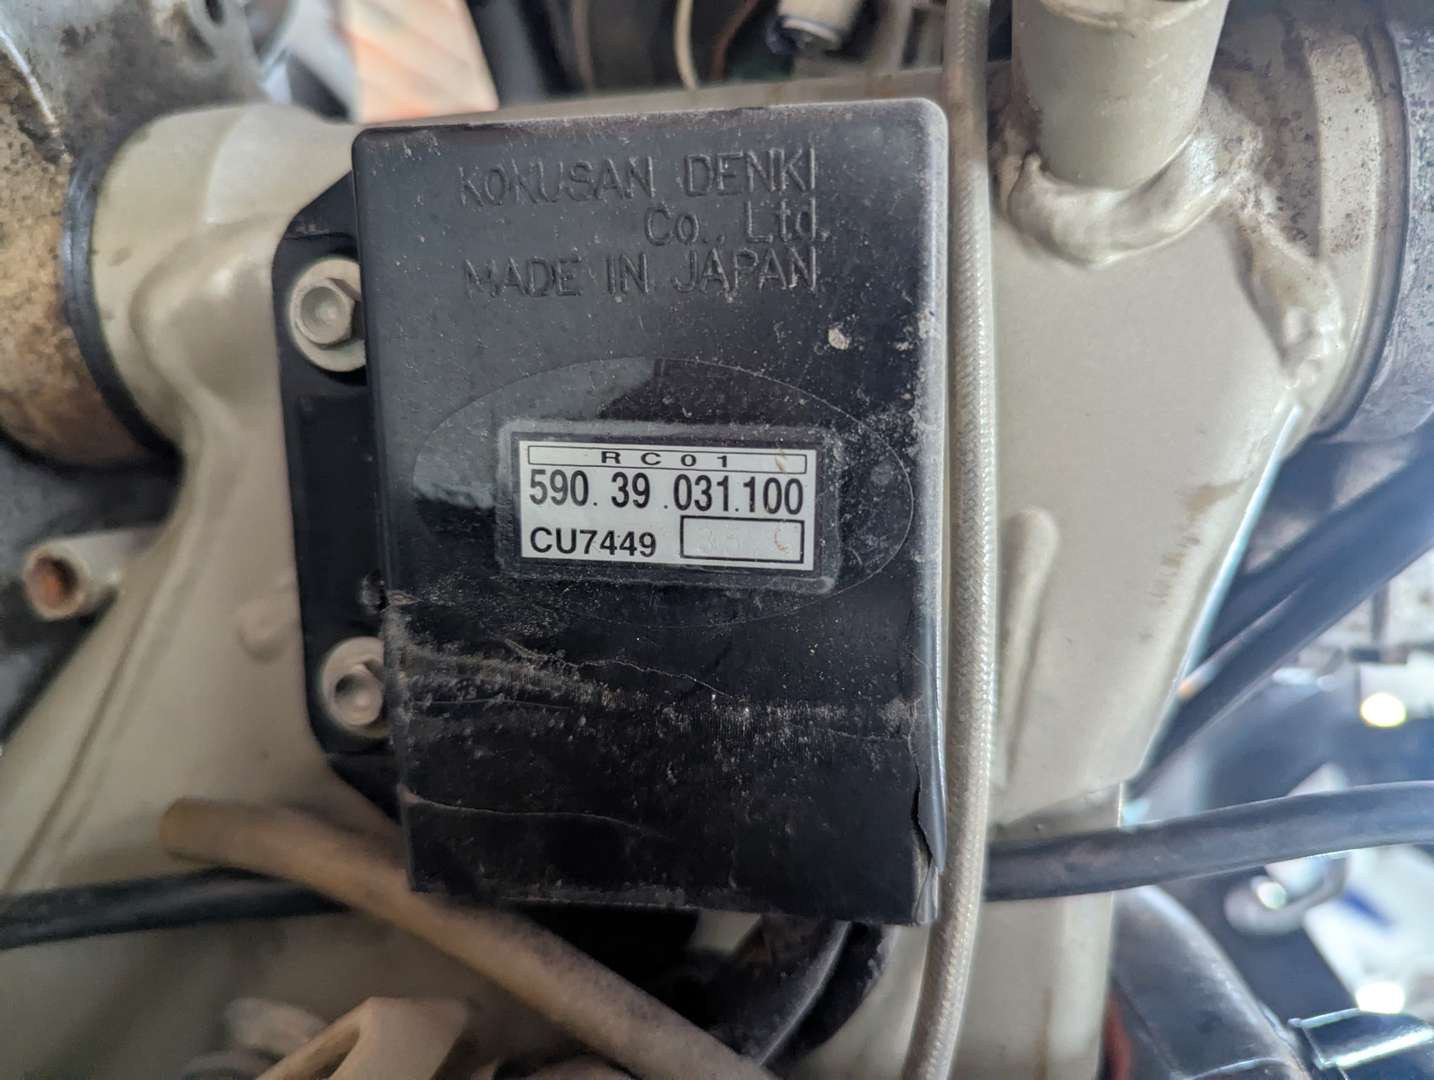 KOKUSAN DENKI
Co., Ltd.
MADE IN JAPAN
RC01
590.39.031.100
CU7449